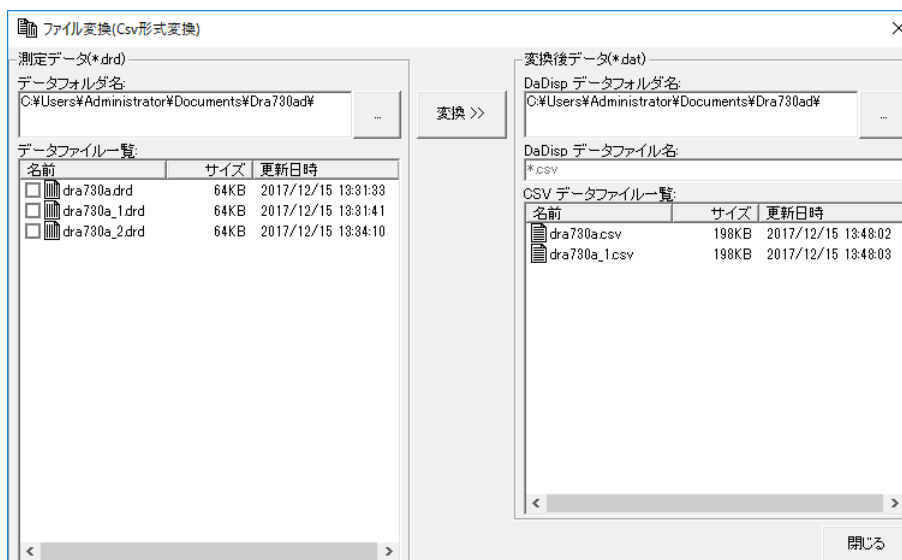 ファイル変換(Csv形式変換)
測定データ(*.drd)
データフォルダ名:
C:¥Users¥Administrator¥Documents¥Dra730ad¥
...
データファイル一覧:
名前 サイズ 更新日時
dra730a.drd 64KB 2017/12/15 13:31:33
dra730a_1.drd 64KB 2017/12/15 13:31:41
dra730a_2.drd 64KB 2017/12/15 13:34:10
変換 >>
変換後データ(*.dat)
DaDisp データフォルダ名:
C:¥Users¥Administrator¥Documents¥Dra730ad¥
...
DaDisp データファイル名:
*.csv
CSV データファイル一覧:
名前 サイズ 更新日時
dra730a.csv 198KB 2017/12/15 13:48:02
dra730a_1.csv 198KB 2017/12/15 13:48:03
閉じる